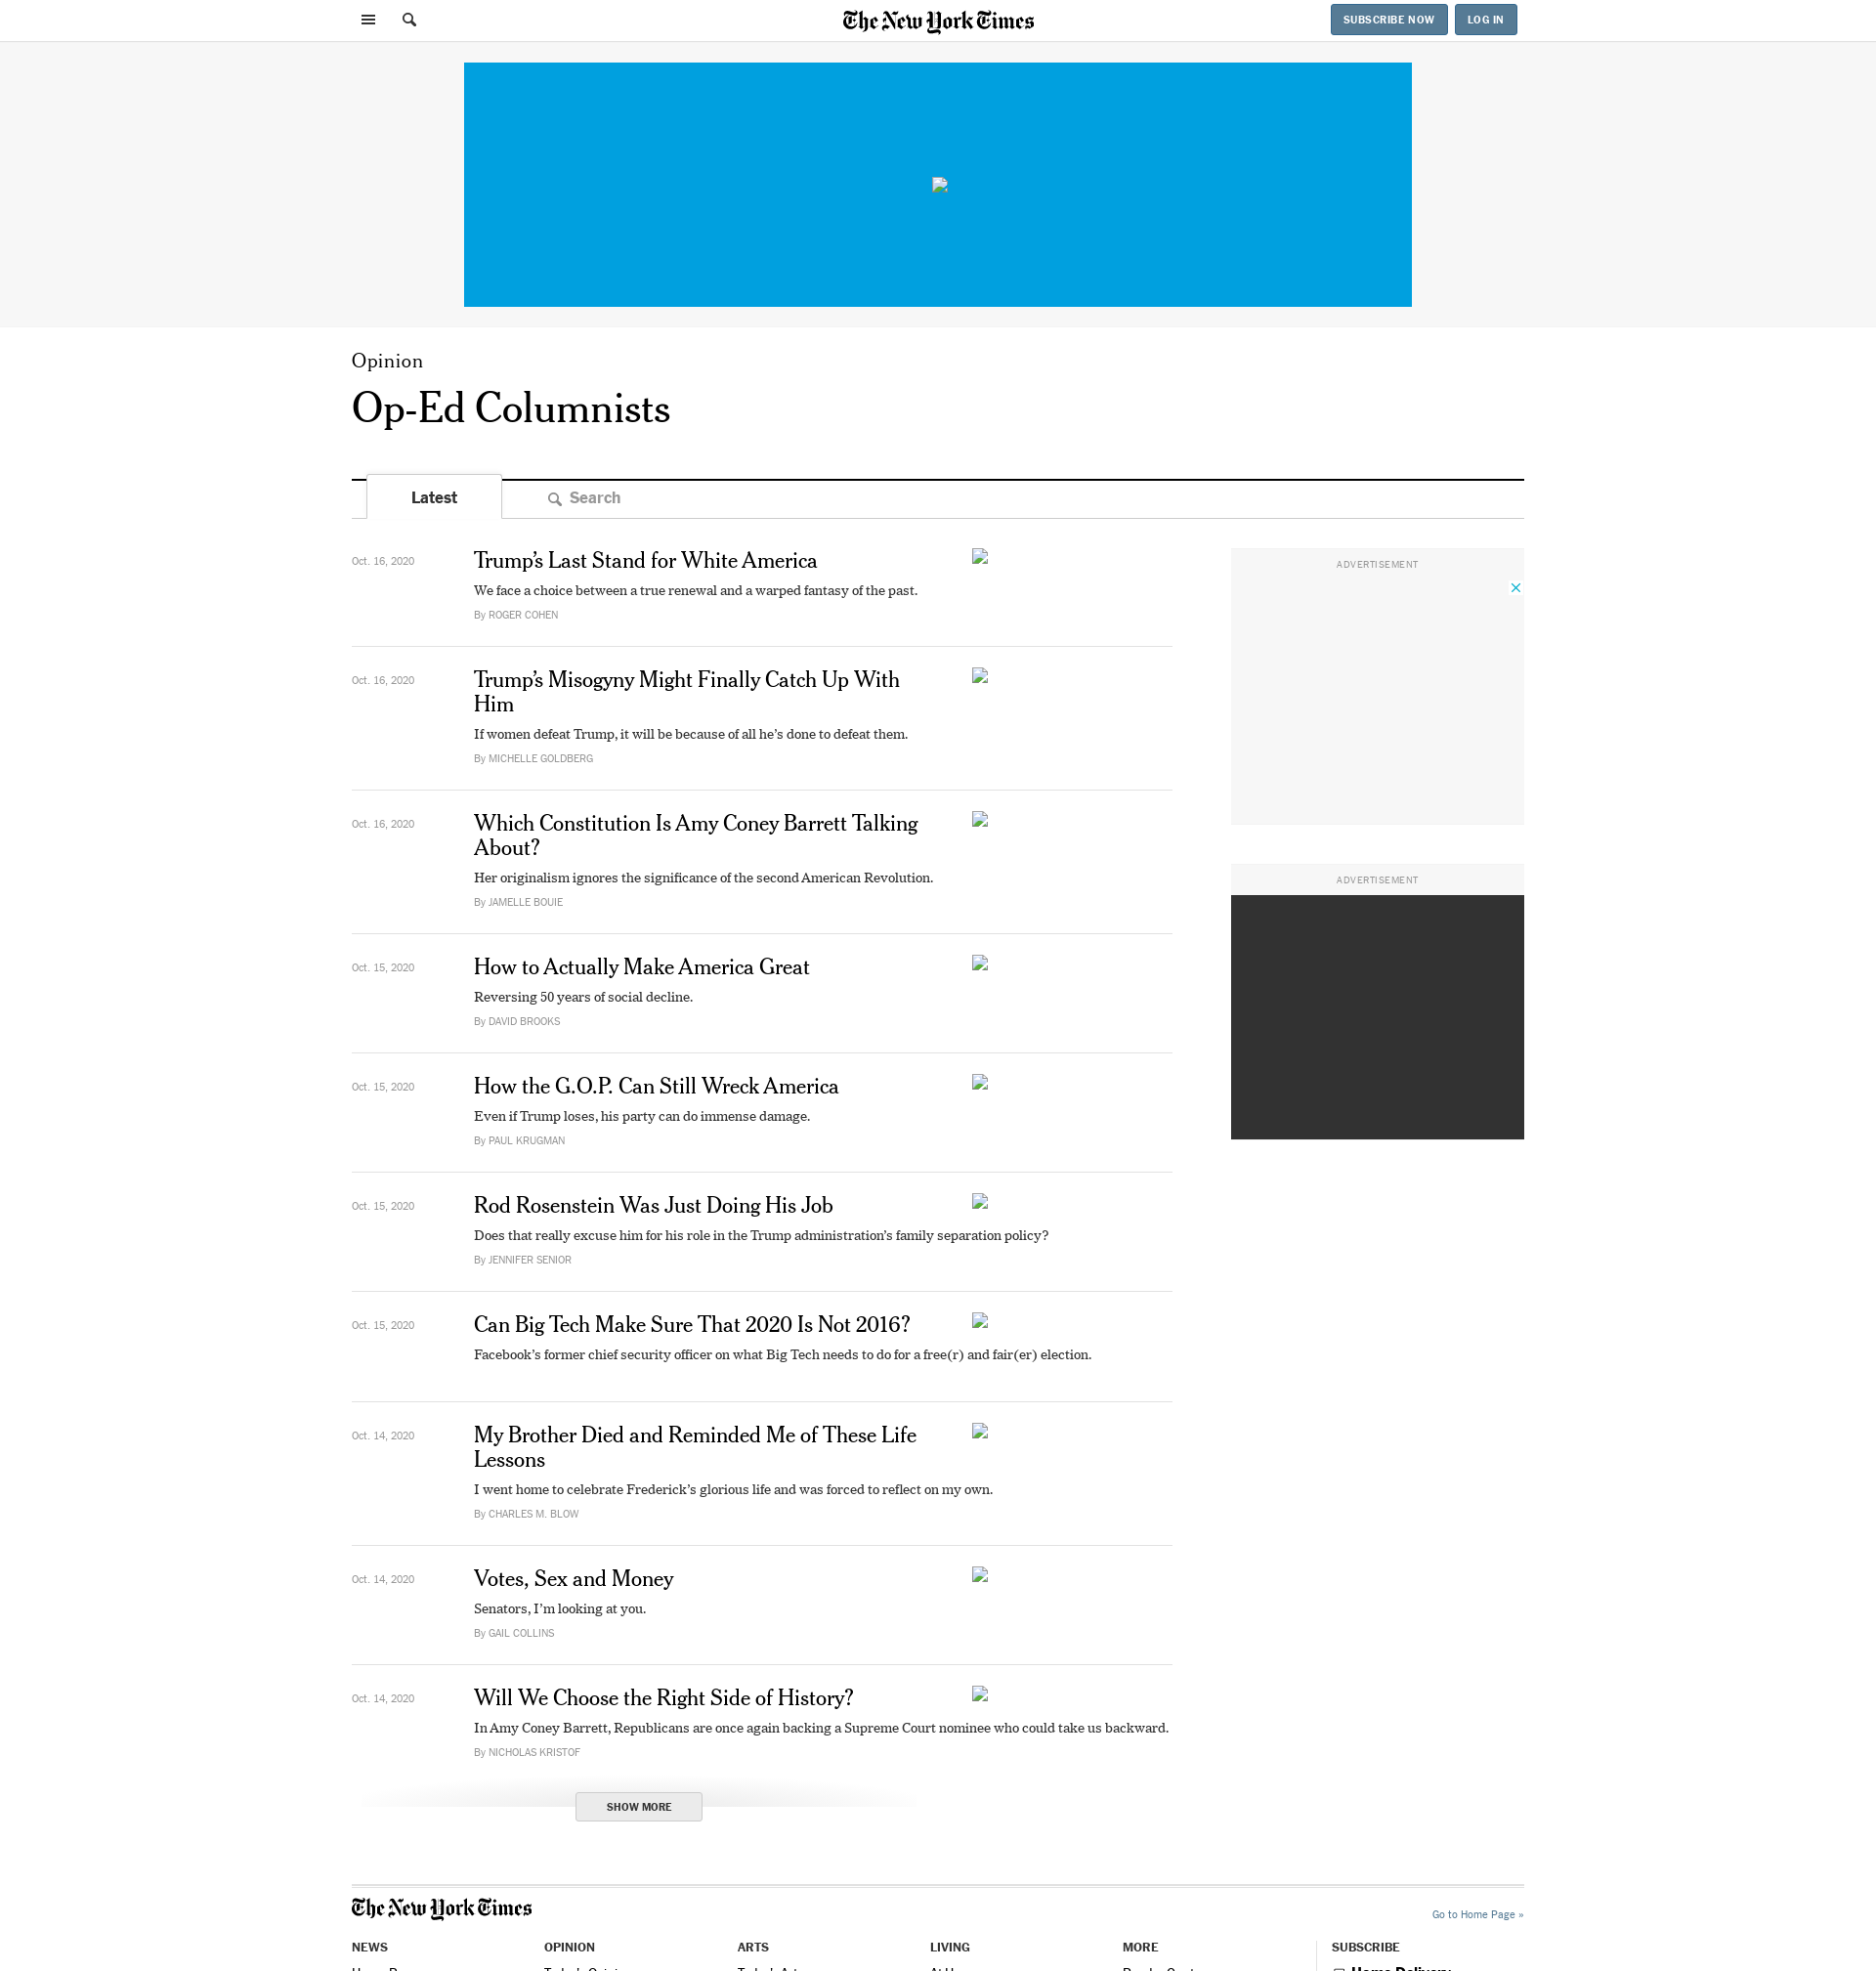 The New York Times
SUBSCRIBE NOW
LOG IN
Opinion
Op-Ed Columnists
Latest
Search
Oct. 16, 2020
Trump’s Last Stand for White America
We face a choice between a true renewal and a warped fantasy of the past.
By ROGER COHEN
Oct. 16, 2020
Trump’s Misogyny Might Finally Catch Up With
Him
If women defeat Trump, it will be because of all he’s done to defeat them.
By MICHELLE GOLDBERG
Oct. 16, 2020
Which Constitution Is Amy Coney Barrett Talking
About?
Her originalism ignores the significance of the second American Revolution.
By JAMELLE BOUIE
Oct. 15, 2020
How to Actually Make America Great
Reversing 50 years of social decline.
By DAVID BROOKS
Oct. 15, 2020
How the G.O.P. Can Still Wreck America
Even if Trump loses, his party can do immense damage.
By PAUL KRUGMAN
Oct. 15, 2020
Rod Rosenstein Was Just Doing His Job
Does that really excuse him for his role in the Trump administration’s family separation policy?
By JENNIFER SENIOR
Oct. 15, 2020
Can Big Tech Make Sure That 2020 Is Not 2016?
Facebook’s former chief security officer on what Big Tech needs to do for a free(r) and fair(er) election.
Oct. 14, 2020
My Brother Died and Reminded Me of These Life
Lessons
I went home to celebrate Frederick’s glorious life and was forced to reflect on my own.
By CHARLES M. BLOW
Oct. 14, 2020
Votes, Sex and Money
Senators, I’m looking at you.
By GAIL COLLINS
Oct. 14, 2020
Will We Choose the Right Side of History?
In Amy Coney Barrett, Republicans are once again backing a Supreme Court nominee who could take us backward.
By NICHOLAS KRISTOF
SHOW MORE
ADVERTISEMENT
ADVERTISEMENT
The New York Times
Go to Home Page »
NEWS
OPINION
ARTS
LIVING
MORE
SUBSCRIBE
Home Delivery